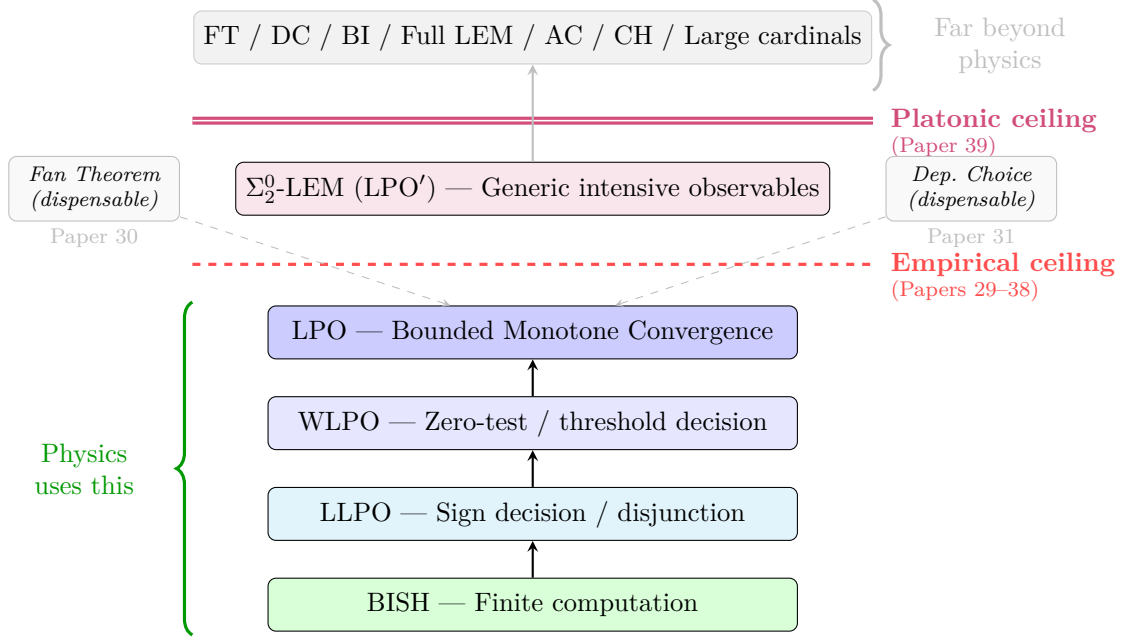 FT / DC / BI / Full LEM / AC / CH / Large cardinals
Far beyond
physics
Platonic ceiling
(Paper 39)
Fan Theorem
(dispensable)
Paper 30
Σ⁰₂-LEM (LPO′) — Generic intensive observables
Dep. Choice
(dispensable)
Paper 31
Empirical ceiling
(Papers 29–38)
LPO — Bounded Monotone Convergence
WLPO — Zero-test / threshold decision
Physics
uses this
LLPO — Sign decision / disjunction
BISH — Finite computation